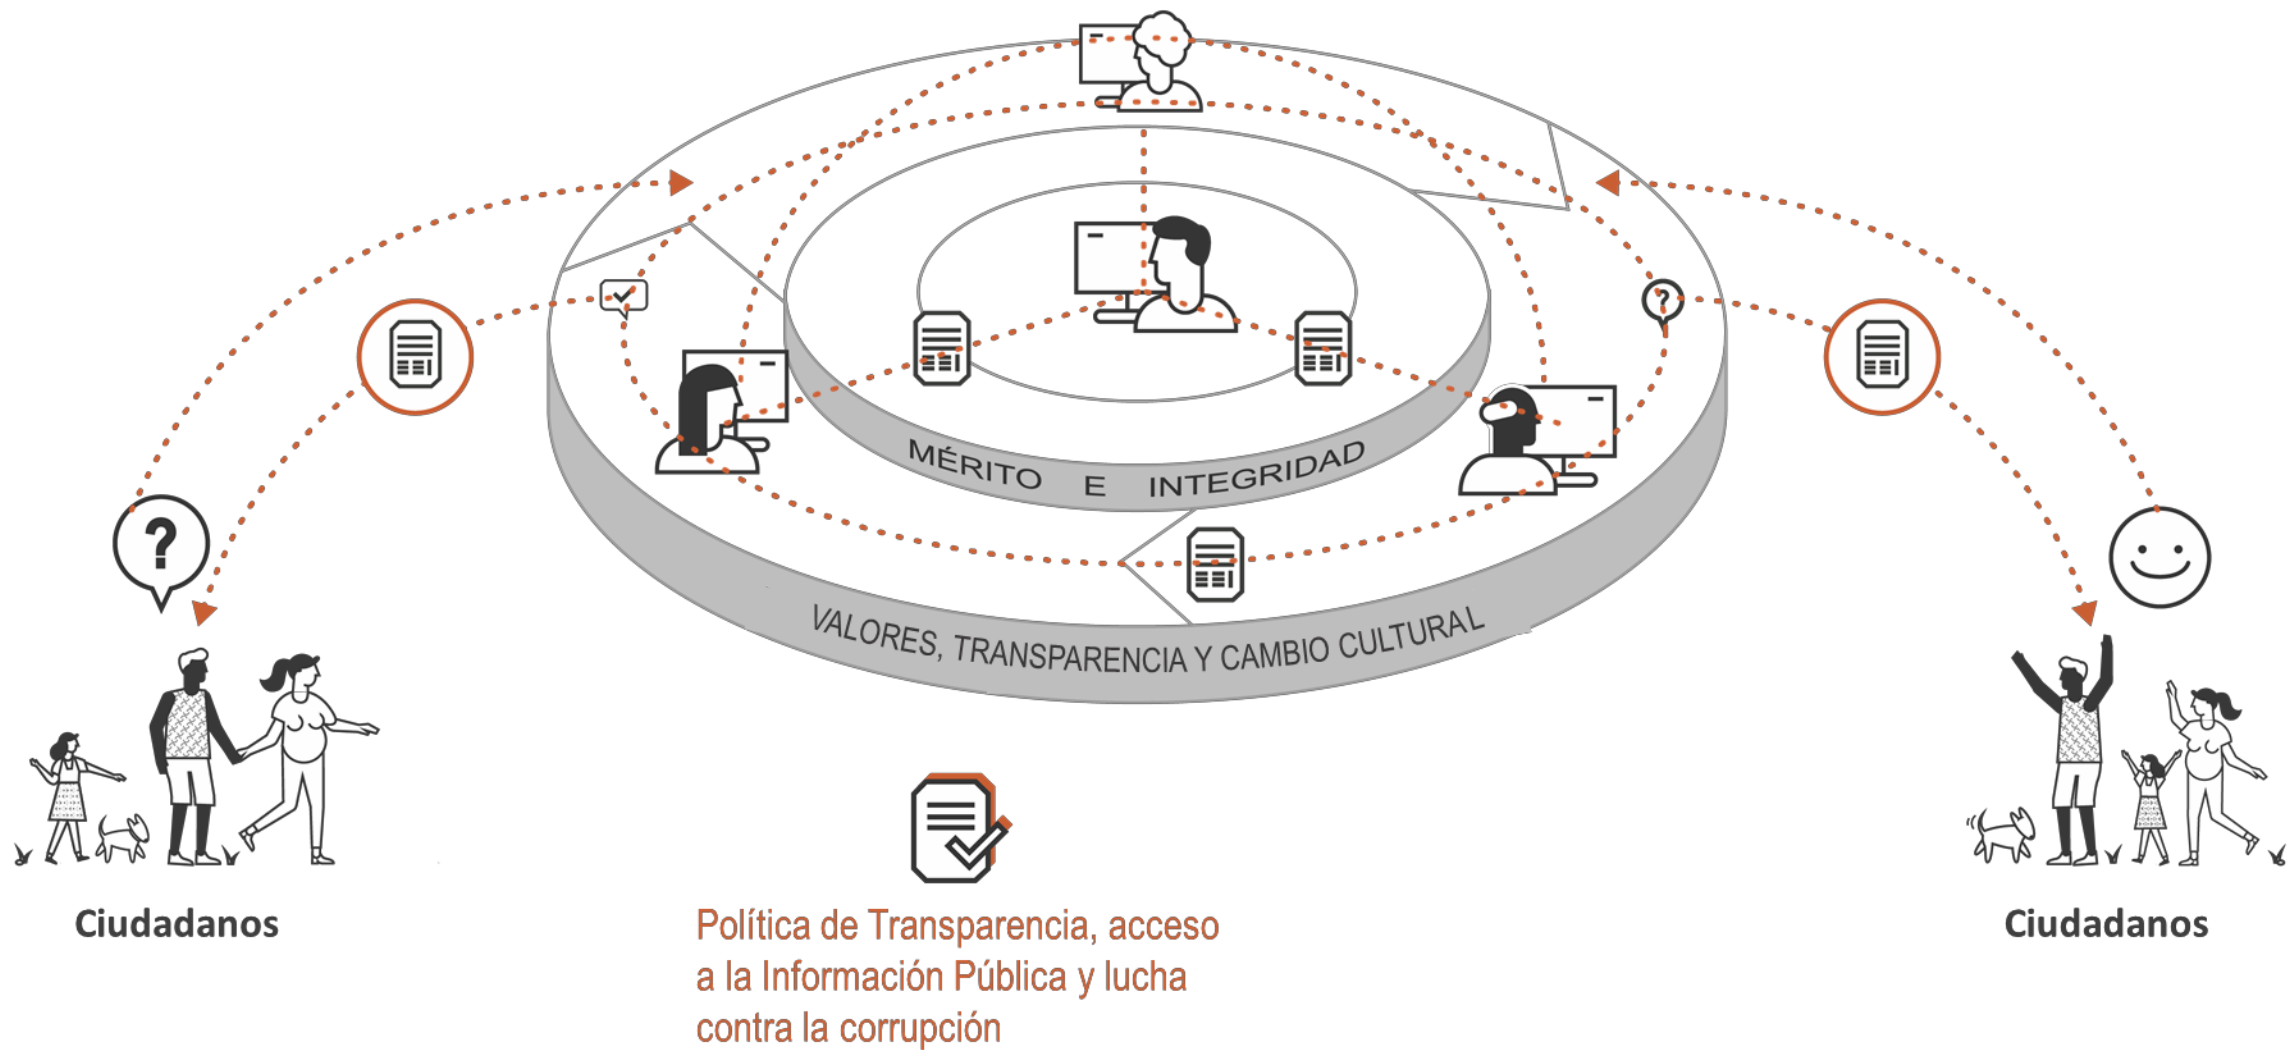 MÉRITO E INTEGRIDAD
VALORES, TRANSPARENCIA Y CAMBIO CULTURAL
?
?
Ciudadanos
Ciudadanos
Política de Transparencia, acceso
a la Información Pública y lucha
contra la corrupción